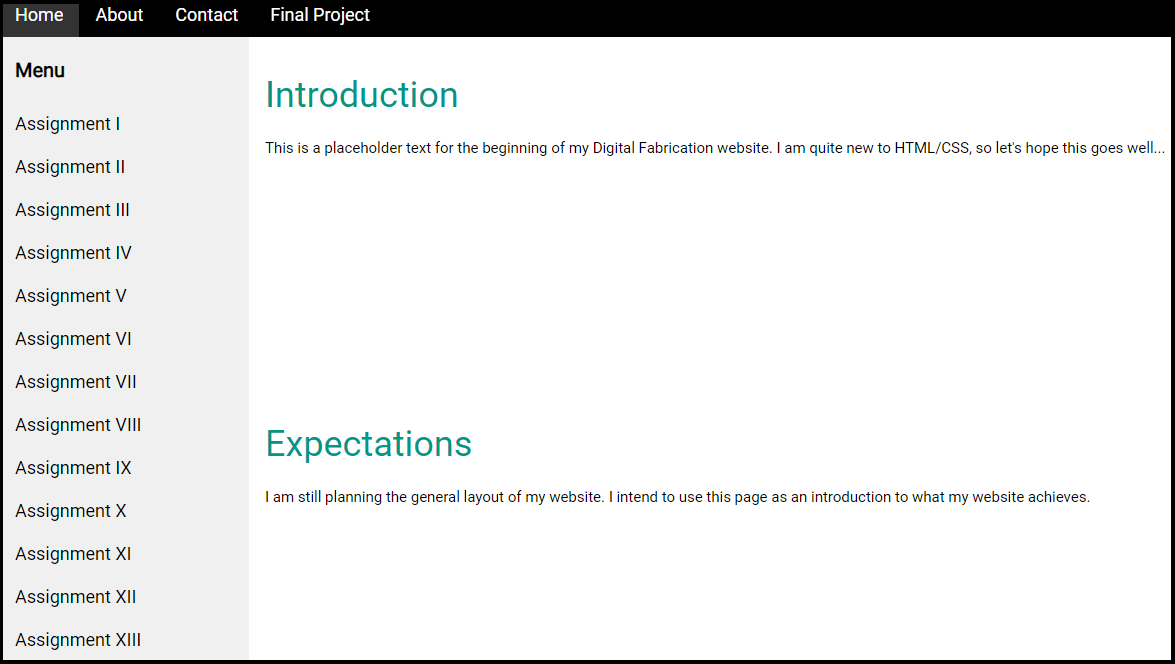 Home About Contact Final Project
Menu
Assignment I
Assignment II
Assignment III
Assignment IV
Assignment V
Assignment VI
Assignment VII
Assignment VIII
Assignment IX
Assignment X
Assignment XI
Assignment XII
Assignment XIII
Introduction
This is a placeholder text for the beginning of my Digital Fabrication website. I am quite new to HTML/CSS, so let's hope this goes well...
Expectations
I am still planning the general layout of my website. I intend to use this page as an introduction to what my website achieves.